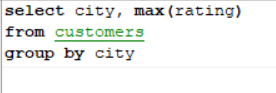 select city, max(rating)
from customers
group by city